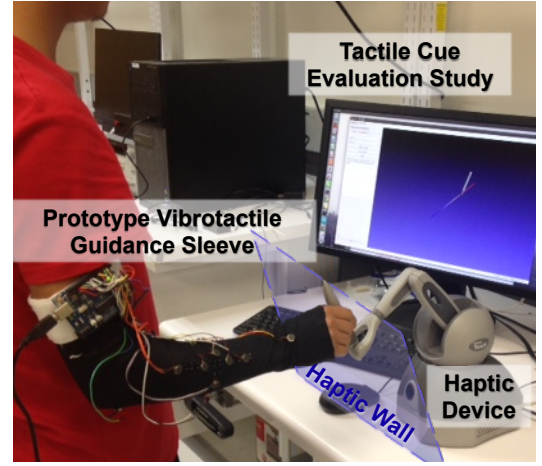 Tactile Cue
Evaluation Study
Prototype Vibrotactile
Guidance Sleeve
Haptic Wall
Haptic
Device